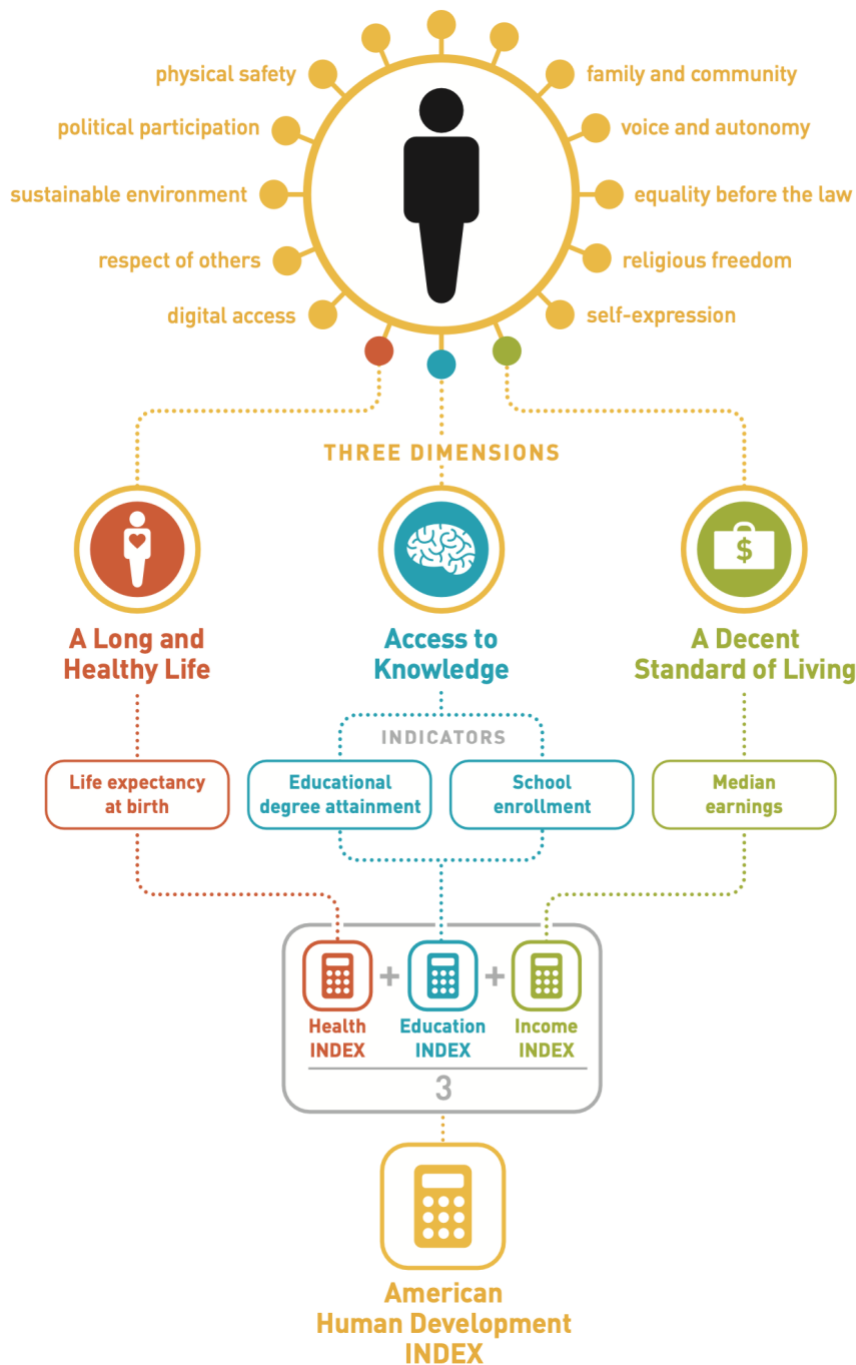 physical safety
family and community
political participation
voice and autonomy
sustainable environment
equality before the law
respect of others
religious freedom
digital access
self-expression
THREE DIMENSIONS
$
A Long and
Healthy Life
Access to
Knowledge
A Decent
Standard of Living
INDICATORS
Life expectancy
at birth
Educational
degree attainment
School
enrollment
Median
earnings
+
+
Health
INDEX
Education
INDEX
Income
INDEX
3
American
Human Development
INDEX